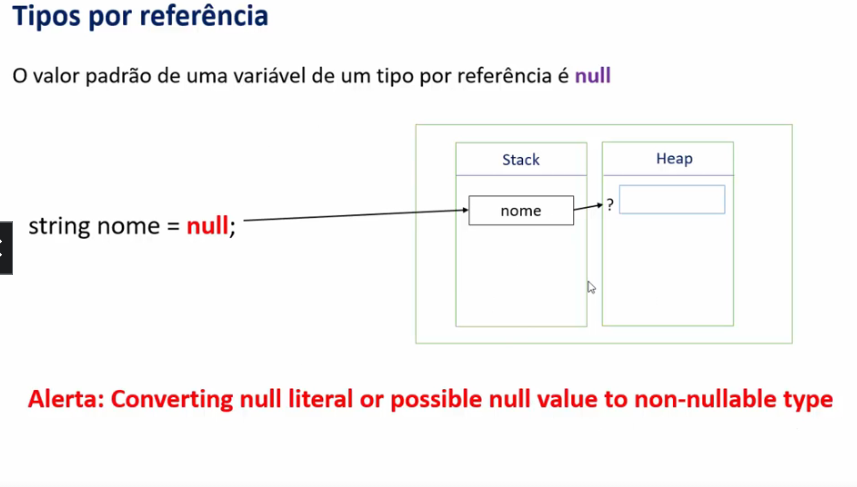 Tipos por referência
O valor padrão de uma variável de um tipo por referência é null
Stack
Heap
nome
?
string nome = null;
Alerta: Converting null literal or possible null value to non-nullable type